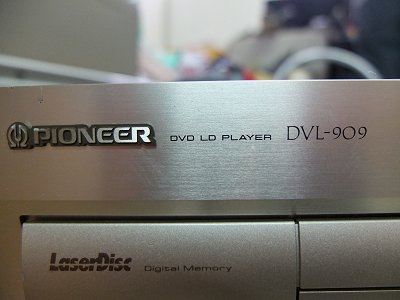 PIONEER DVD LD PLAYER DVL-909
LaserDisc Digital Memory